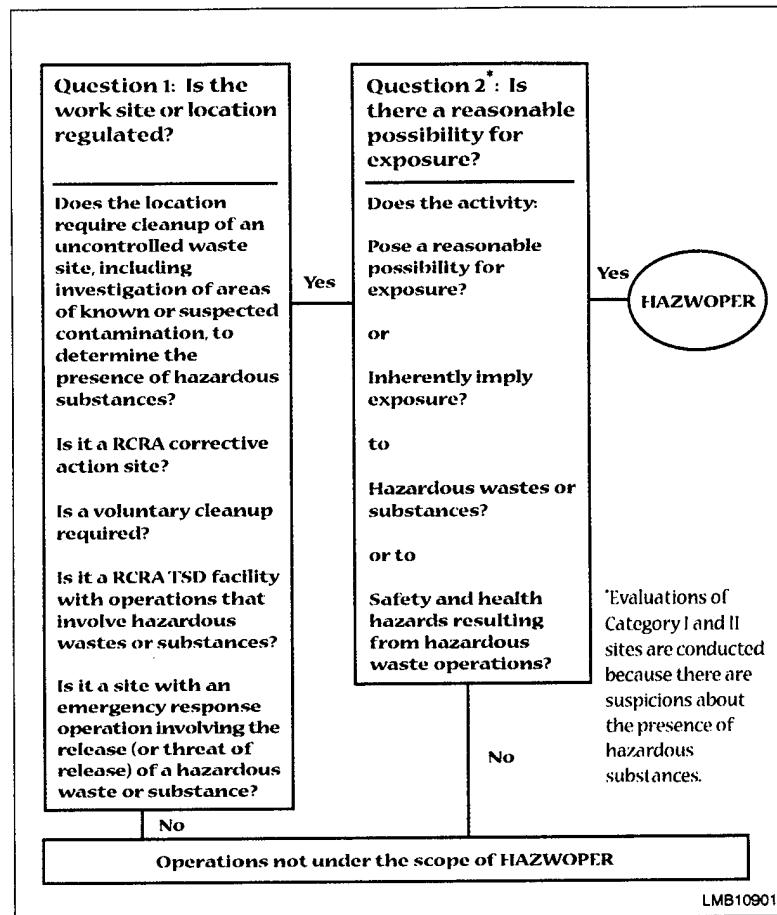 Question 1: Is the
work site or location
regulated?
Does the location
require cleanup of an
uncontrolled waste
site, including
investigation of areas
of known or suspected
contamination, to
determine the
presence of hazardous
substances?
Is it a RCRA corrective
action site?
Is a voluntary cleanup
required?
Is it a RCRA TSD facility
with operations that
involve hazardous
wastes or substances?
Is it a site with an
emergency response
operation involving the
release (or threat of
release) of a hazardous
waste or substance?
Yes
No
Question 2*: Is
there a reasonable
possibility for
exposure?
Does the activity:
Pose a reasonable
possibility for
exposure?
or
Inherently imply
exposure?
to
Hazardous wastes or
substances?
or to
Safety and health
hazards resulting
from hazardous
waste operations?
Yes
No
HAZWOPER
*Evaluations of
Category I and II
sites are conducted
because there are
suspicions about
the presence of
hazardous
substances.
Operations not under the scope of HAZWOPER
LMB10901